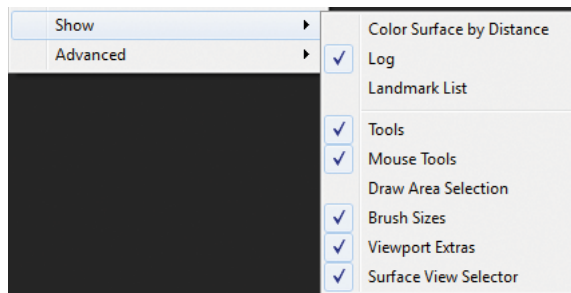 Show
Advanced
Color Surface by Distance
Log
Landmark List
Tools
Mouse Tools
Draw Area Selection
Brush Sizes
Viewport Extras
Surface View Selector